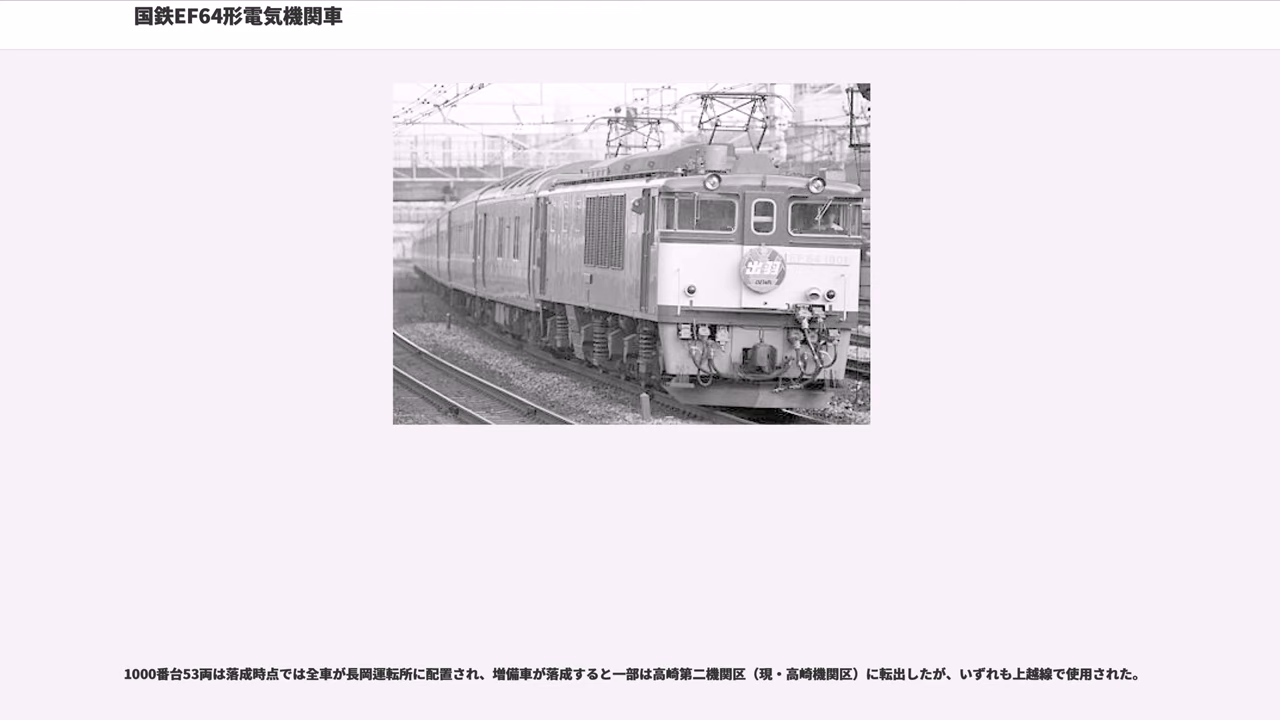 国鉄EF64形電気機関車
出羽
1000番台53両は落成時点では全車が長岡運転所に配置され、増備車が落成すると一部は高崎第二機関区（現・高崎機関区）に転出したが、いずれも上越線で使用された。